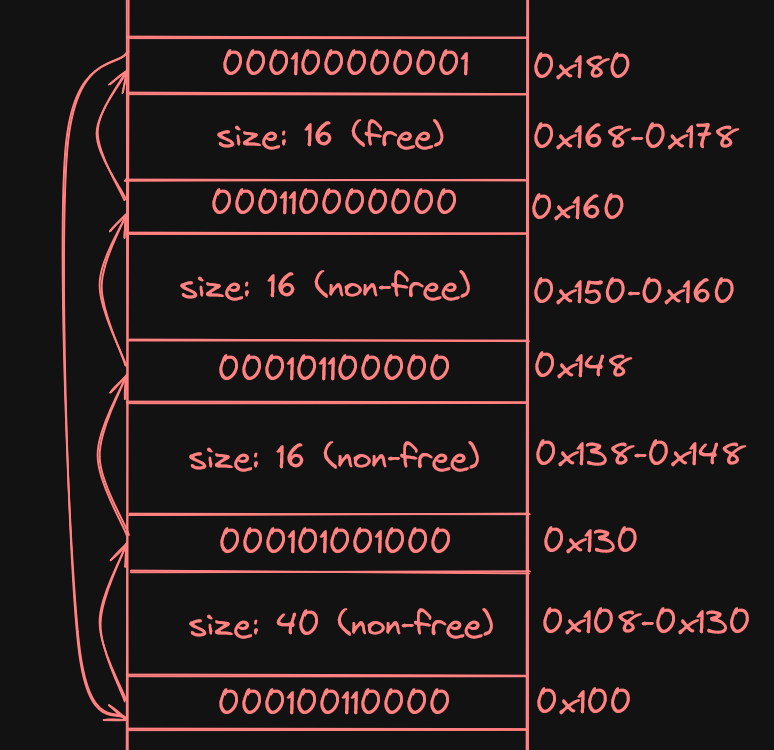 000100000001 0x180
size: 16 (free) 0x168-0x178
000110000000 0x160
size: 16 (non-free) 0x150-0x160
000101100000 0x148
size: 16 (non-free) 0x138-0x148
000101001000 0x130
size: 40 (non-free) 0x108-0x130
000100110000 0x100